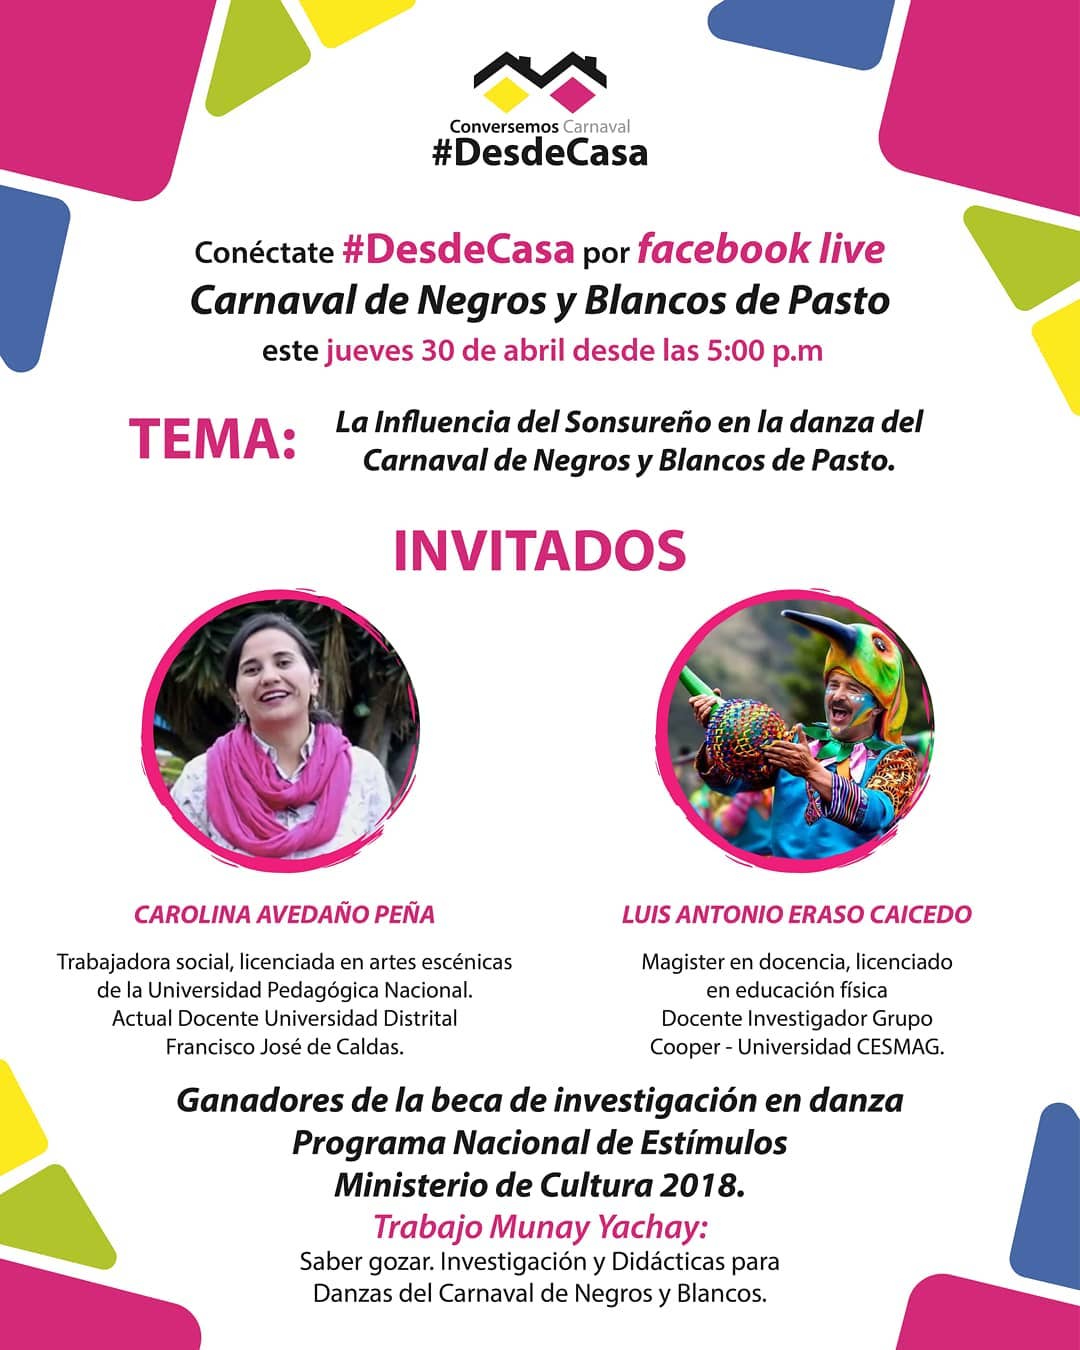 Conversemos Carnaval
#DesdeCasa
Conéctate #DesdeCasa por facebook live
Carnaval de Negros y Blancos de Pasto
este jueves 30 de abril desde las 5:00 p.m
TEMA:
La Influencia del Sonsureño en la danza del
Carnaval de Negros y Blancos de Pasto.
INVITADOS
CAROLINA AVEDAÑO PEÑA
Trabajadora social, licenciada en artes escénicas
de la Universidad Pedagógica Nacional.
Actual Docente Universidad Distrital
Francisco José de Caldas.
LUIS ANTONIO ERASO CAICEDO
Magister en docencia, licenciado
en educación física
Docente Investigador Grupo
Cooper - Universidad CESMAG.
Ganadores de la beca de investigación en danza
Programa Nacional de Estímulos
Ministerio de Cultura 2018.
Trabajo Munay Yachay:
Saber gozar. Investigación y Didácticas para
Danzas del Carnaval de Negros y Blancos.